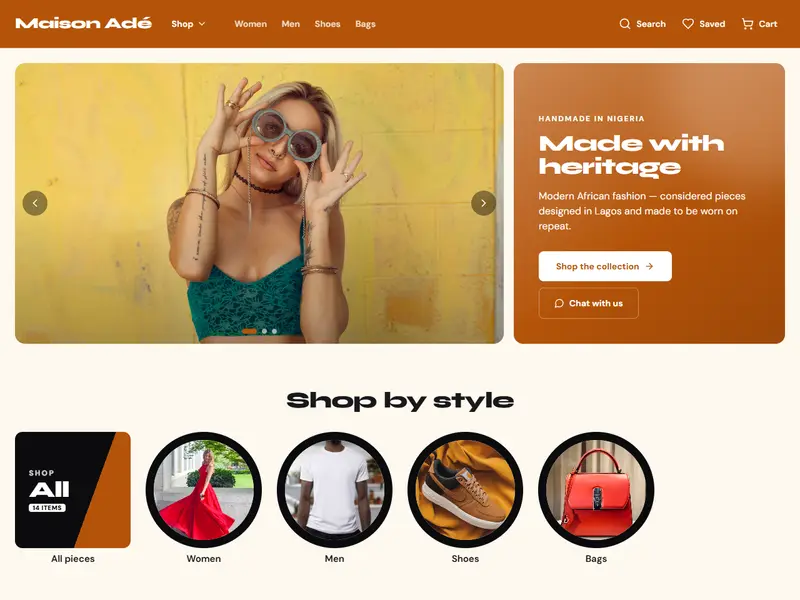 Maison Adé
Shop
Women
Men
Shoes
Bags
Search
Saved
Cart
HANDMADE IN NIGERIA
Made with
heritage
Modern African fashion — considered pieces
designed in Lagos and made to be worn on
repeat.
Shop the collection
Chat with us
Shop by style
SHOP
All
14 ITEMS
All pieces
Women
Men
Shoes
Bags